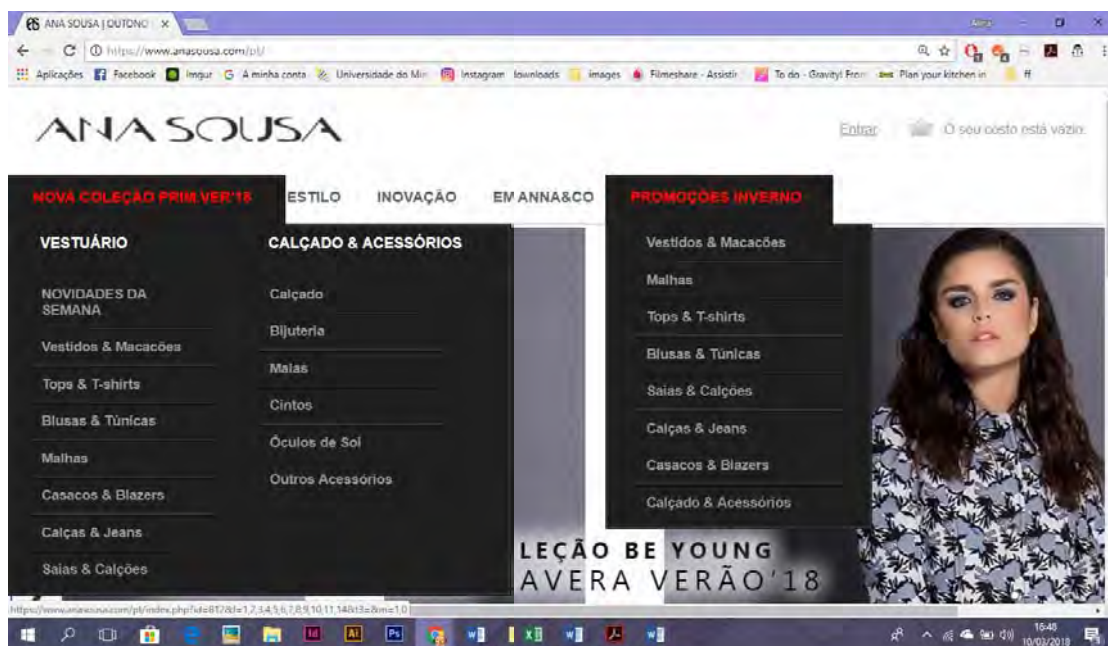 ANA SOUSA | OUTONO
https://www.anasousa.com/pt/
Aplicações Facebook Imgur A minha conta Universidade do Min Instagram Iownloads images Filmeshare - Assistir To do - Gravity! From Plan your kitchen in ff
ANA SOUSA
Entrar
O seu cesto está vazio.
NOVA COLEÇÃO PRIM.VER'18 ESTILO INOVAÇÃO EM ANNA&CO PROMOÇÕES INVERNO
VESTUÁRIO
NOVIDADES DA
SEMANA
Vestidos & Macacões
Tops & T-shirts
Blusas & Túnicas
Malhas
Casacos & Blazers
Calças & Jeans
Saias & Calções
CALÇADO & ACESSÓRIOS
Calçado
Bijuteria
Malas
Cintos
Óculos de Sol
Outros Acessórios
Vestidos & Macacões
Malhas
Tops & T-shirts
Blusas & Túnicas
Saias & Calções
Calças & Jeans
Casacos & Blazers
Calçado & Acessórios
LEÇÃO BE YOUNG
AVERA VERÃO'18
16:48
10/03/2018